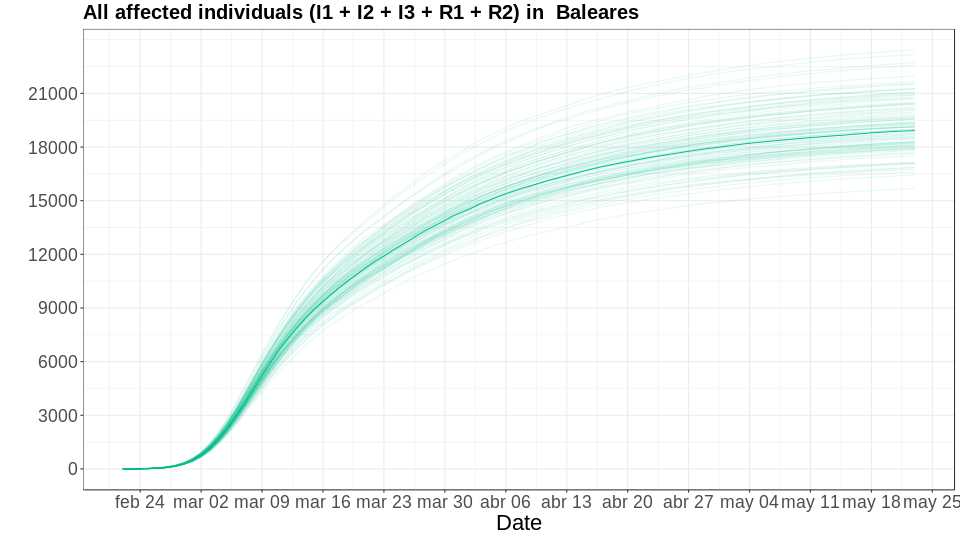 All affected individuals (I1 + I2 + I3 + R1 + R2) in  Baleares
21000
18000
15000
12000
9000
6000
3000
0
feb 24 mar 02 mar 09 mar 16 mar 23 mar 30 abr 06 abr 13 abr 20 abr 27 may 04 may 11 may 18 may 25
Date